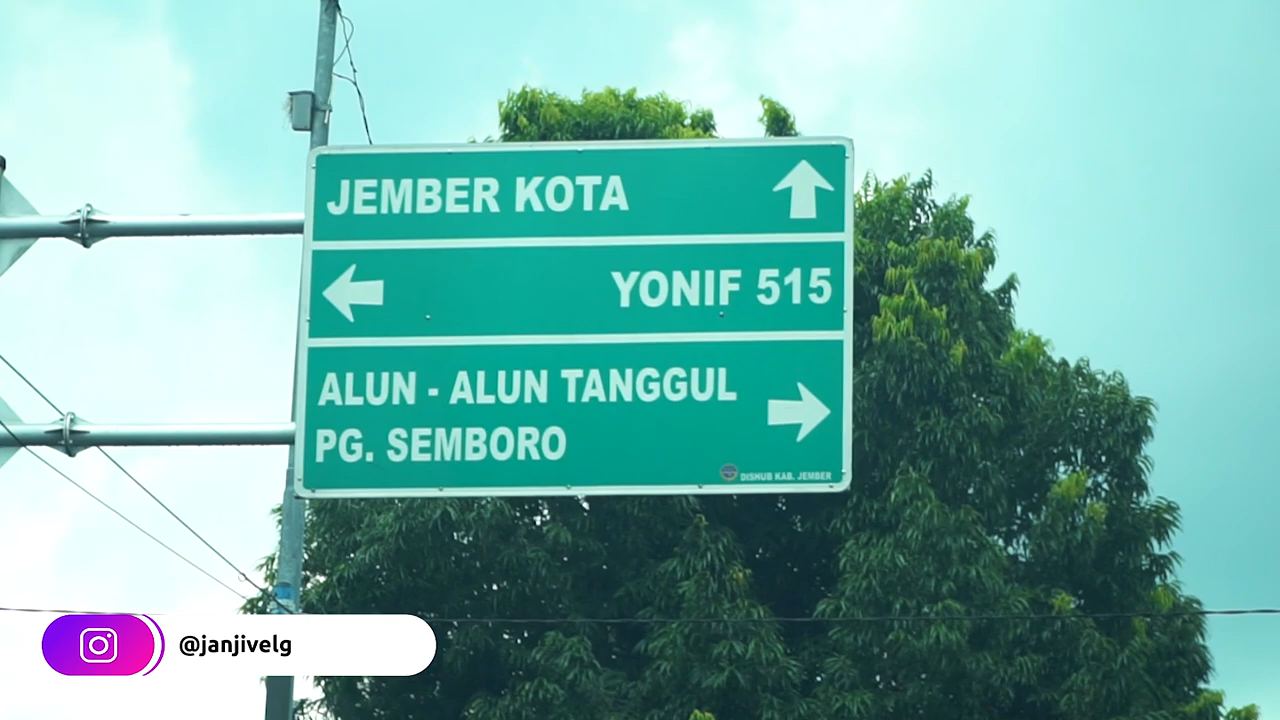 JEMBER KOTA
YONIF 515
ALUN - ALUN TANGGUL
PG. SEMBORO
DISHUB KAB. JEMBER
@janjivelg